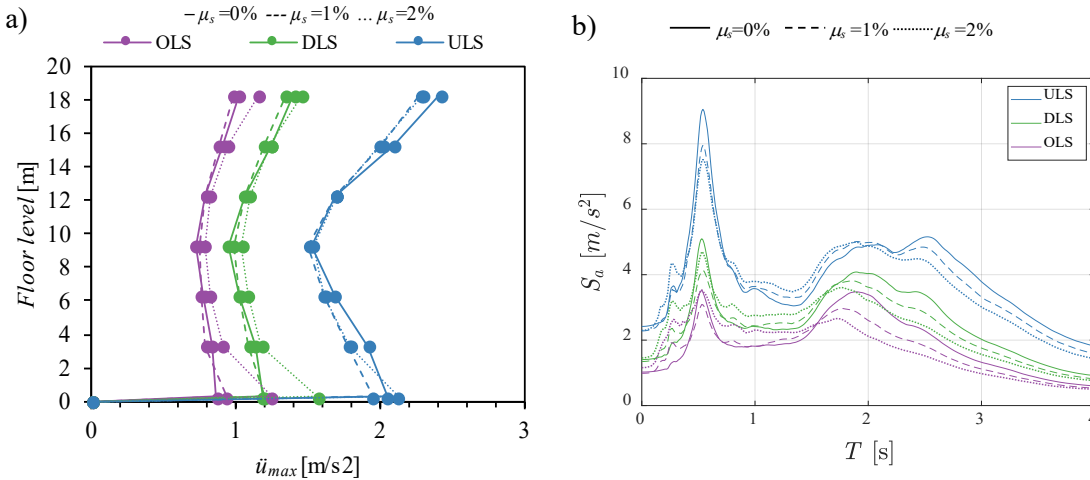 a)
– μs=0% --- μs=1% ... μs=2%
OLS DLS ULS
20
18
16
14
12
10
8
6
4
2
0
Floor level [m]
0 1 2 3
ü max [m/s2]
b)
μs=0% μs=1% μs=2%
10
8
6
4
2
0
Sa [m/s²]
ULS
DLS
OLS
0 1 2 3 4
T [s]